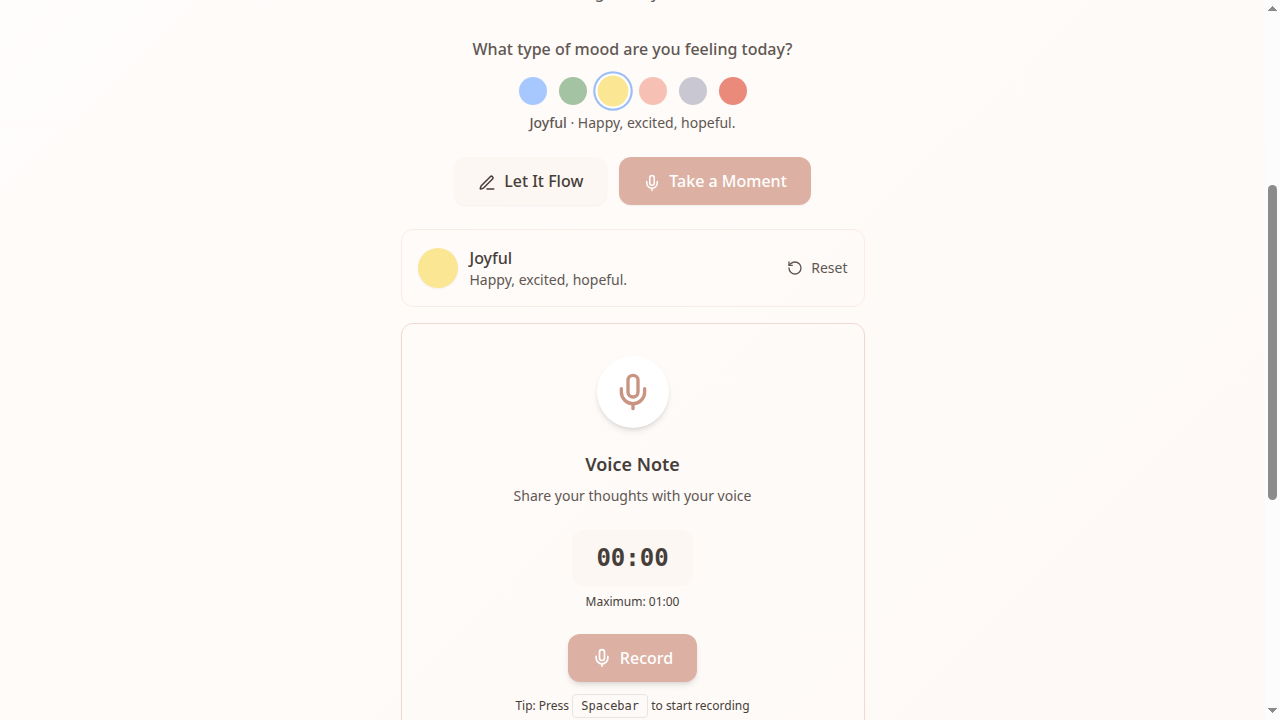 What type of mood are you feeling today?
Joyful · Happy, excited, hopeful.
Let It Flow
Take a Moment
Joyful
Happy, excited, hopeful.
Reset
Voice Note
Share your thoughts with your voice
00:00
Maximum: 01:00
Record
Tip: Press Spacebar to start recording